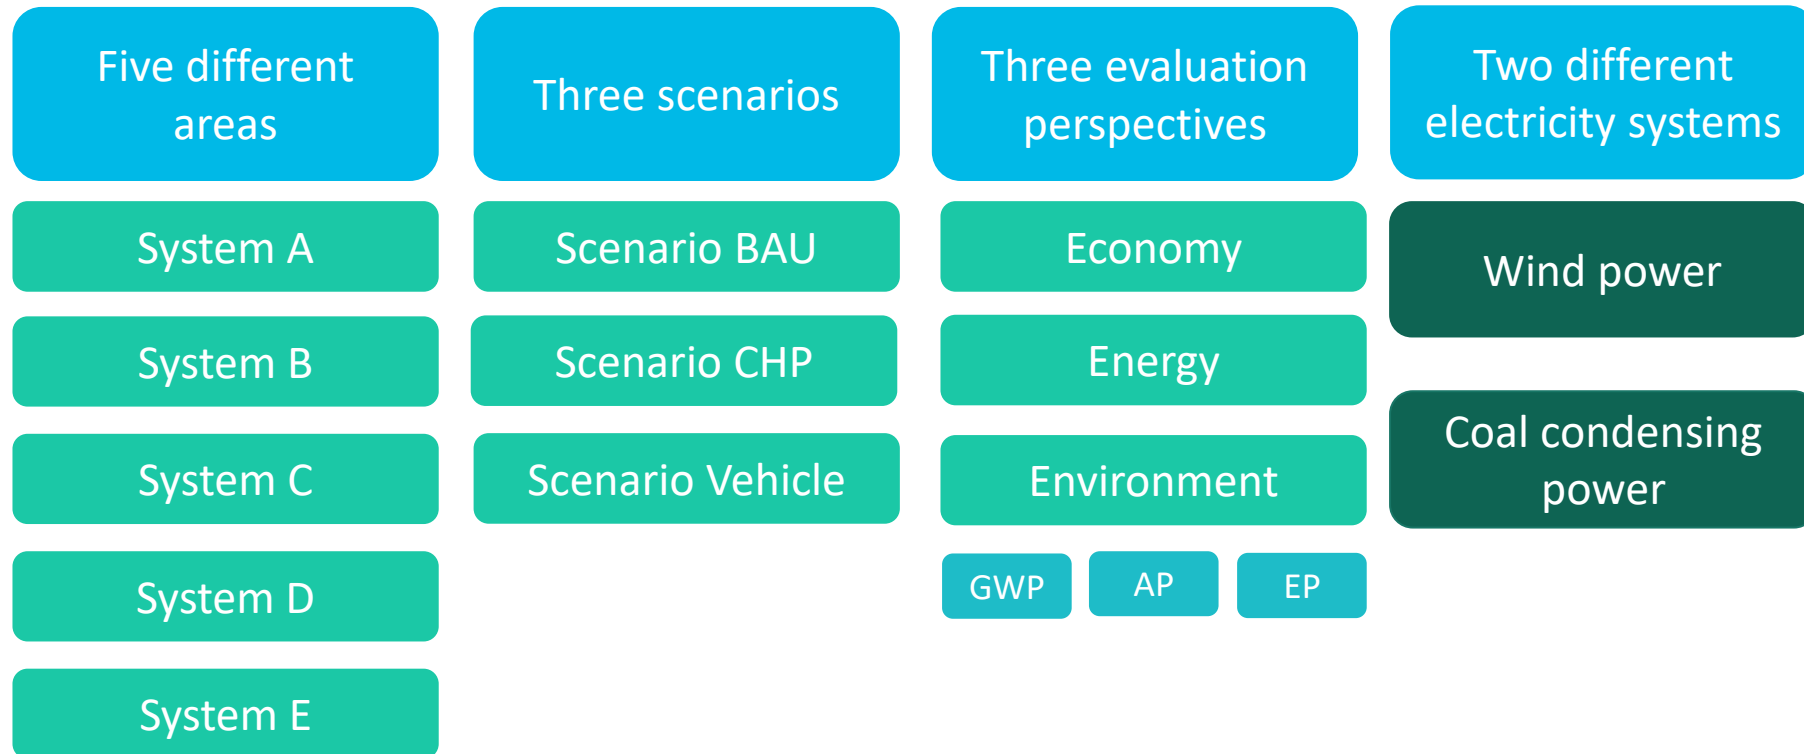 Five different
areas
System A
System B
System C
System D
System E
Three scenarios
Scenario BAU
Scenario CHP
Scenario Vehicle
Three evaluation
perspectives
Economy
Energy
Environment
GWP
AP
EP
Two different
electricity systems
Wind power
Coal condensing
power